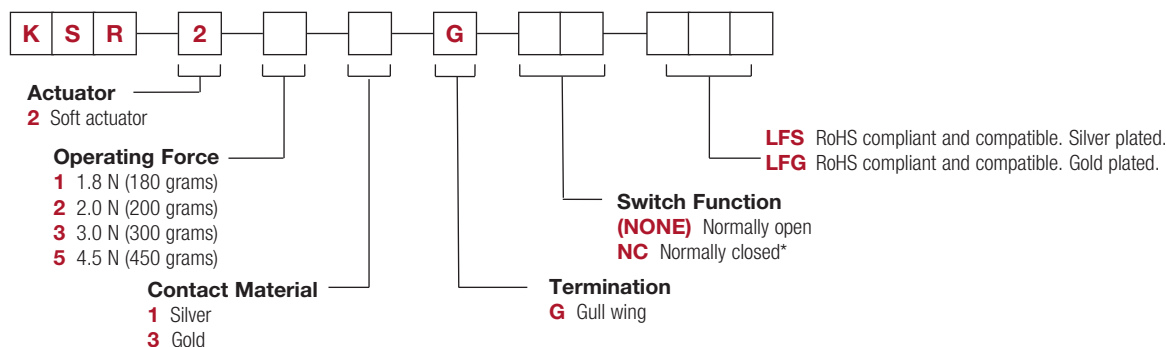 K S R 2 G
Actuator
2 Soft actuator
Operating Force
1 1.8 N (180 grams)
2 2.0 N (200 grams)
3 3.0 N (300 grams)
5 4.5 N (450 grams)
Contact Material
1 Silver
3 Gold
Termination
G Gull wing
Switch Function
(NONE) Normally open
NC Normally closed*
LFS RoHS compliant and compatible. Silver plated.
LFG RoHS compliant and compatible. Gold plated.